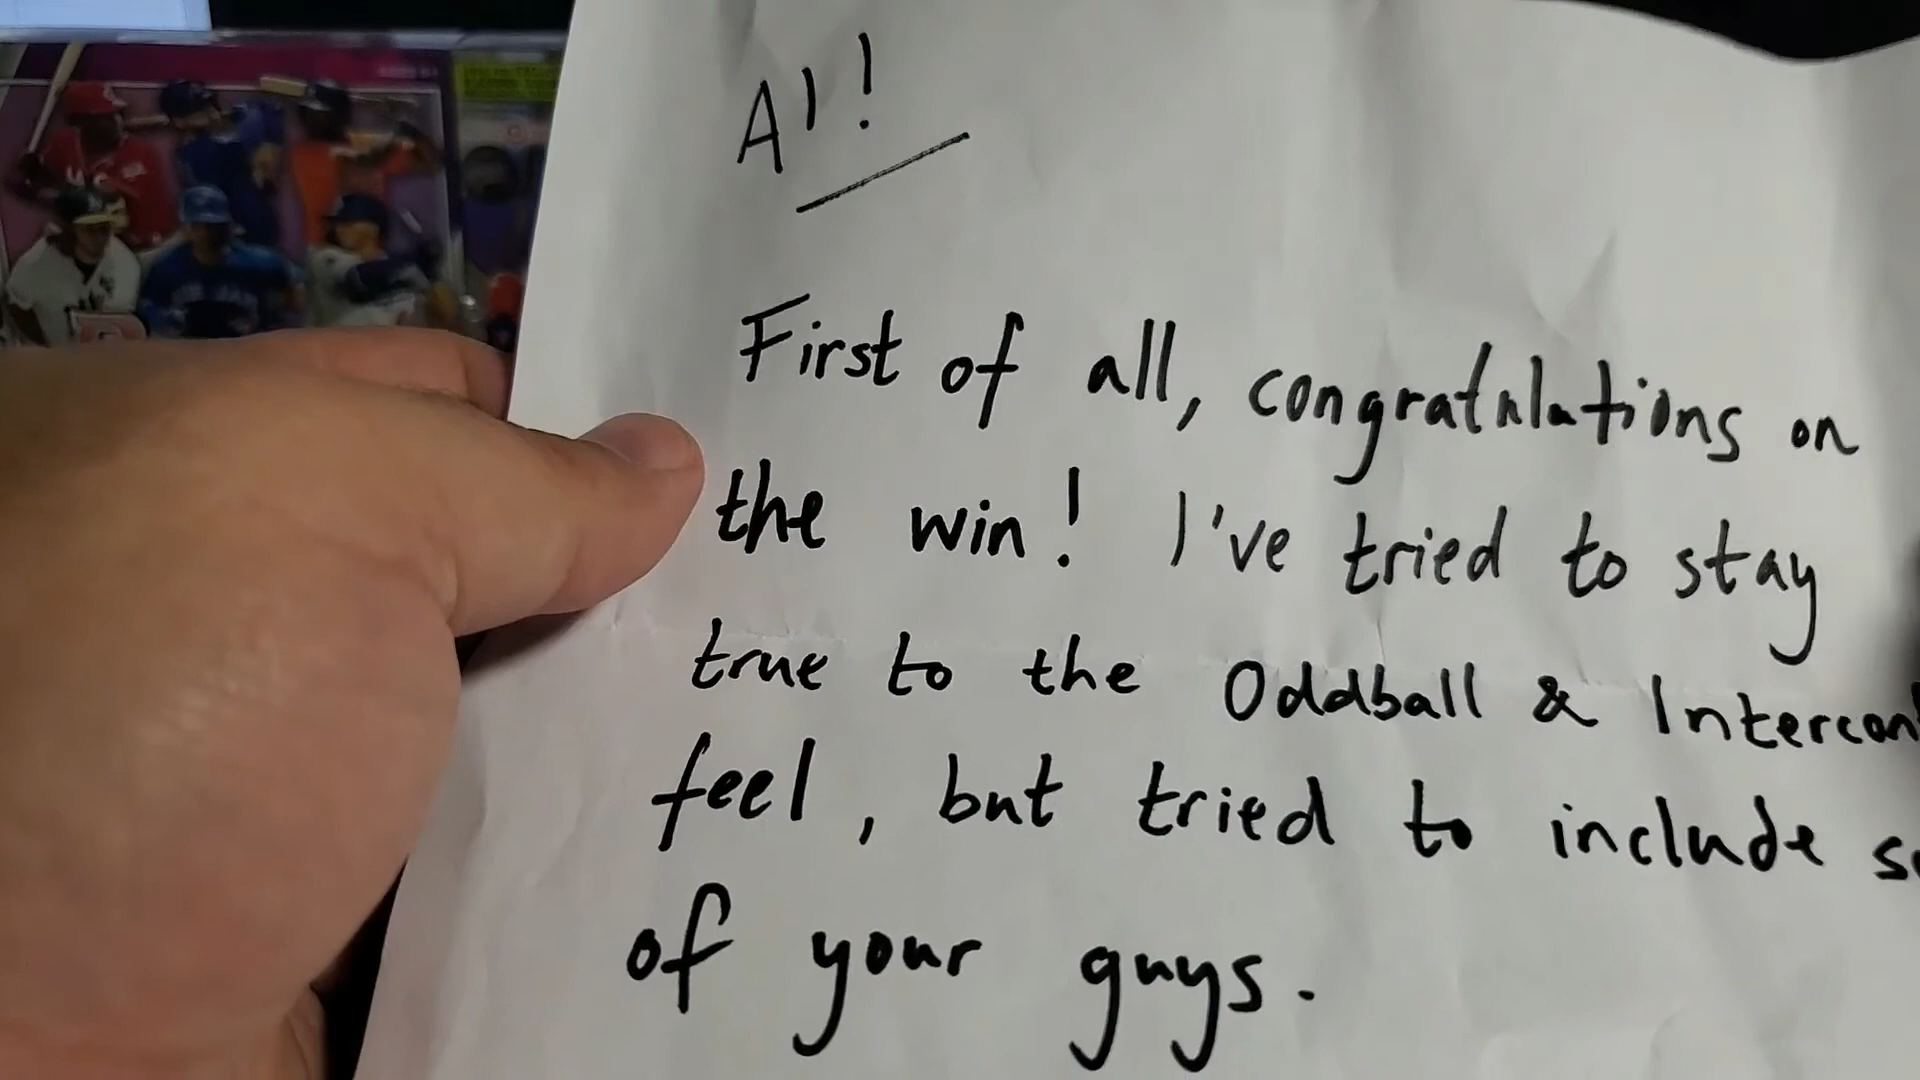 Al!
First of all, congratulations on
the win! I've tried to stay
true to the Oddball & Intercon
feel, but tried to include
of your guys.